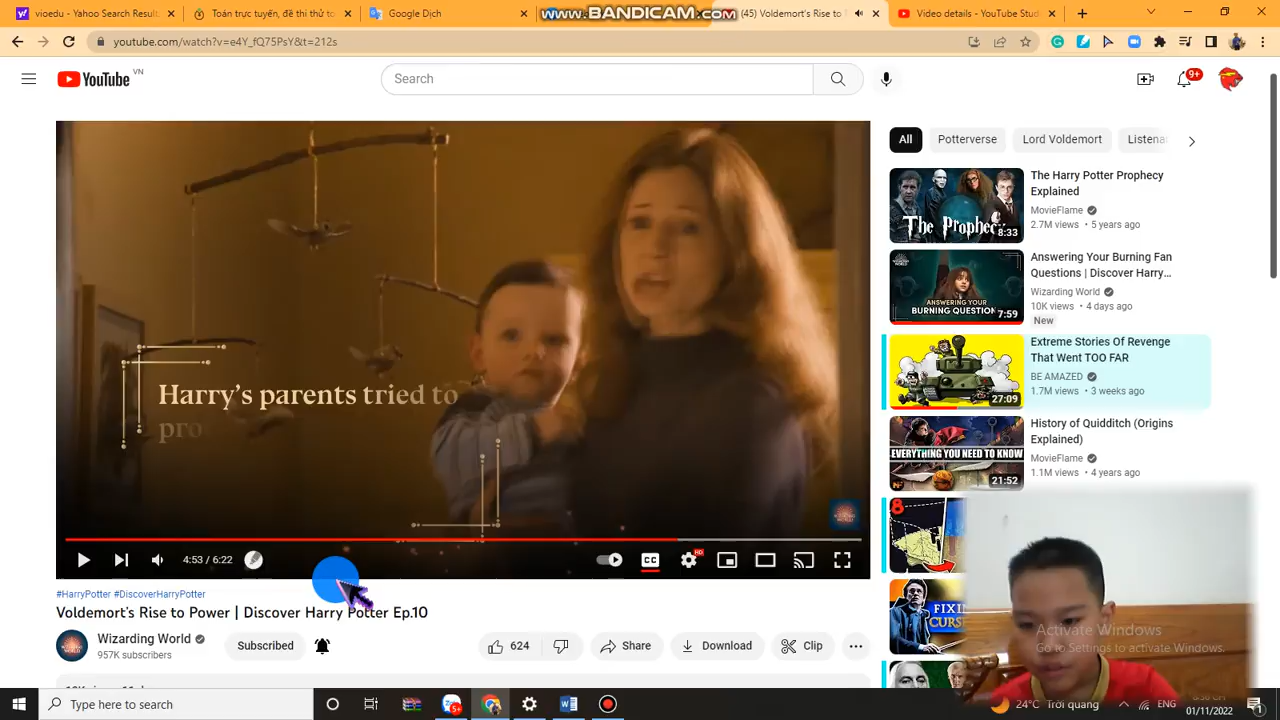 vioedu - Yahoo Search Resul
Toán trực tuyến, đề thi thử to
Google Dịch
www.BANDICAM.com
(45) Voldemort's Rise to P
Video details - YouTube Stud
youtube.com/watch?v=e4Y_fQ75PsY&t=212s
YouTube
VN
Search
9+
All
Potterverse
Lord Voldemort
Listena
Harry's parents tried to
pro
4:53 / 6:22
HD
#HarryPotter #DiscoverHarryPotter
Voldemort's Rise to Power | Discover Harry Potter Ep.10
Wizarding World
957K subscribers
Subscribed
624
Share
Download
Clip
The Prophec
8:33
The Harry Potter Prophecy
Explained
MovieFlame
2.7M views • 5 years ago
ANSWERING YOUR
BURNING QUESTION
7:59
Answering Your Burning Fan
Questions | Discover Harry...
Wizarding World
10K views • 4 days ago
New
27:09
Extreme Stories Of Revenge
That Went TOO FAR
BE AMAZED
1.7M views • 3 weeks ago
EVERYTHING YOU NEED TO KNOW
21:52
History of Quidditch (Origins
Explained)
MovieFlame
1.1M views • 4 years ago
8
FIXI
CURS
Activate Windows
Go to Settings to activate Windows.
Type here to search
5+
24°C Trời quang
ENG
01/11/2022
1